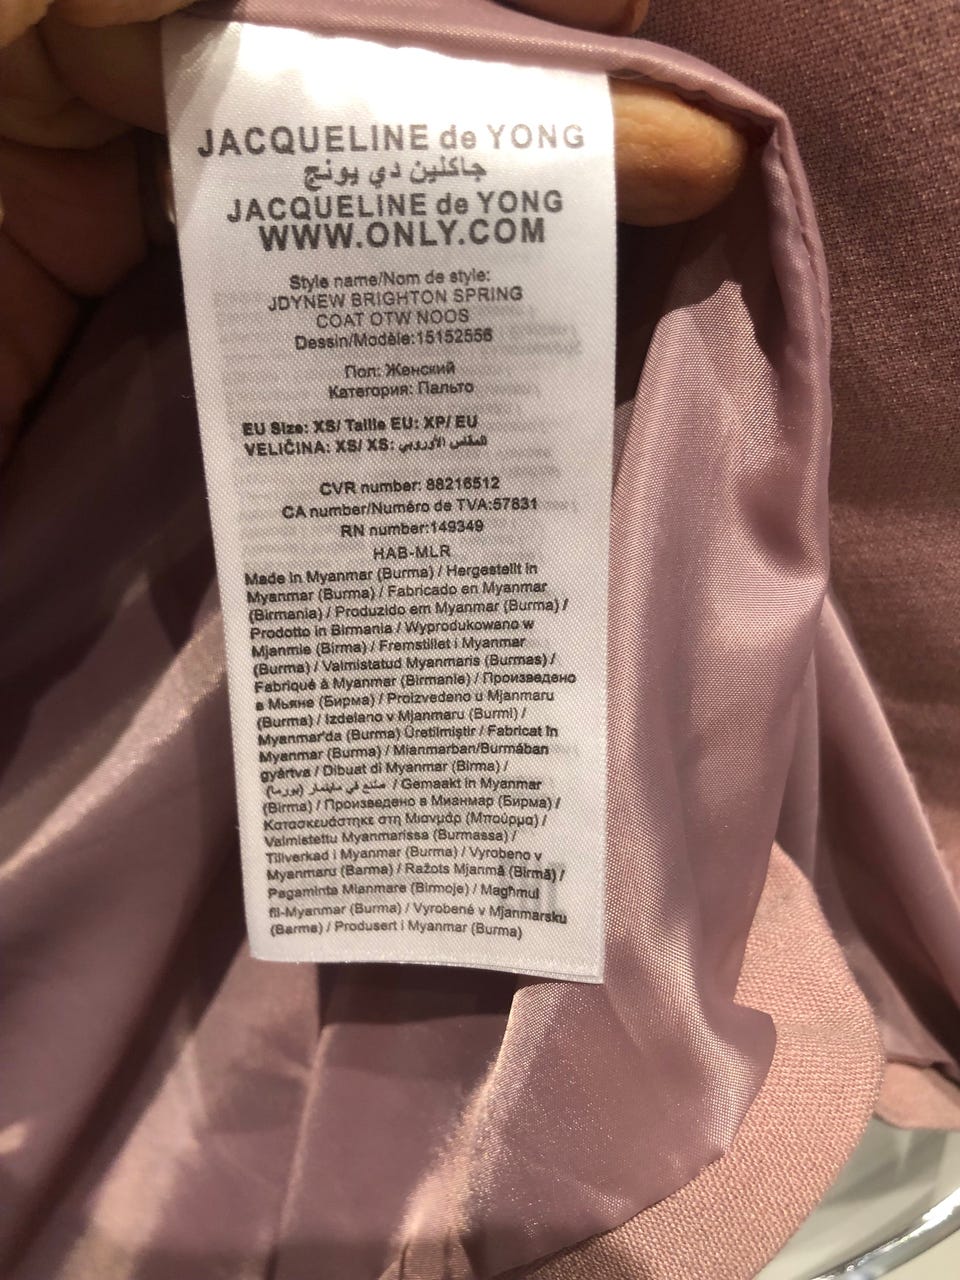 JACQUELINE de YONG
جاكلين دي يونج
JACQUELINE de YONG
WWW.ONLY.COM
Style name/Nom de style:
JDYNEW BRIGHTON SPRING
COAT OTW NOOS
Dessin/Modèle:15152556
Пол: Женский
Категория: Пальто
EU Size: XS/ Taille EU: XP/ EU
VELIČINA: XS/ XS: المقاس الأوروبي
CVR number: 88216512
CA number/Numéro de TVA:57831
RN number:149349
HAB-MLR
Made in Myanmar (Burma) / Hergestellt in
Myanmar (Burma) / Fabricado en Myanmar
(Birmania) / Produzido em Myanmar (Burma) /
Prodotto in Birmania / Wyprodukowano w
Mjanmie (Birma) / Fremstillet i Myanmar
(Burma) / Valmistatud Myanmaris (Burmas) /
Fabriqué à Myanmar (Birmanie) / Произведено
в Мьяне (Бирма) / Proizvedeno u Mjanmaru
(Burma) / Izdelano v Mjanmaru (Burmi) /
Myanmar'da (Burma) Üretilmiştir / Fabricat în
Myanmar (Burma) / Mianmarban/Burmában
gyártva / Dibuat di Myanmar (Birma) /
صنع في ماينمار (بورما) / Gemaakt in Myanmar
(Birma) / Произведено в Мианмар (Бирма) /
Κατασκευάστηκε στη Μιανμάρ (Μπούρμα) /
Valmistettu Myanmarissa (Burmassa) /
Tillverkad i Myanmar (Burma) / Vyrobeno v
Myanmaru (Barma) / Ražots Mjanmā (Birmā) /
Pagaminta Mianmare (Birmoje) / Magħmul
fil-Myanmar (Burma) / Vyrobené v Mjanmarsku
(Barma) / Produsert i Myanmar (Burma)